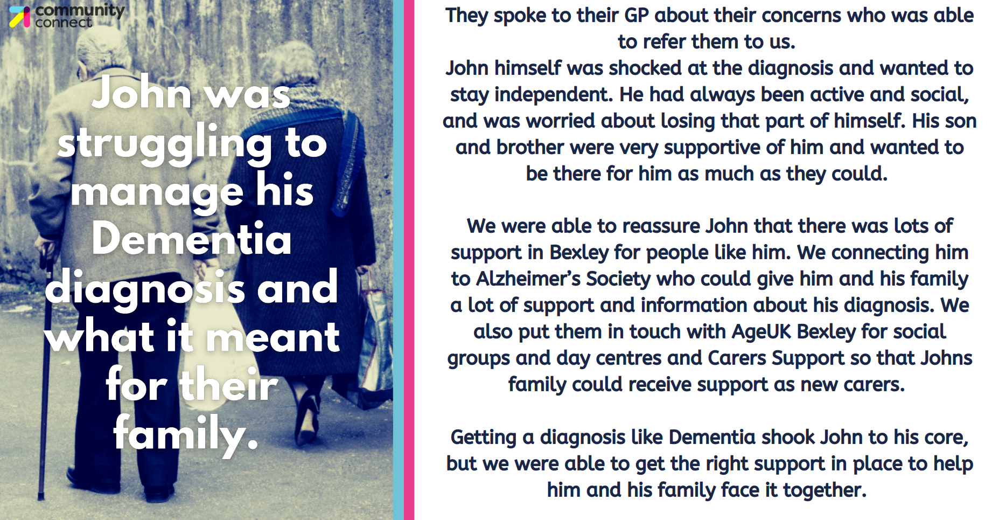 community
connect
John was
struggling to
manage his
Dementia
diagnosis and
what it meant
for their
family.
They spoke to their GP about their concerns who was able
to refer them to us.
John himself was shocked at the diagnosis and wanted to
stay independent. He had always been active and social,
and was worried about losing that part of himself. His son
and brother were very supportive of him and wanted to
be there for him as much as they could.
We were able to reassure John that there was lots of
support in Bexley for people like him. We connecting him
to Alzheimer’s Society who could give him and his family
a lot of support and information about his diagnosis. We
also put them in touch with AgeUK Bexley for social
groups and day centres and Carers Support so that Johns
family could receive support as new carers.
Getting a diagnosis like Dementia shook John to his core,
but we were able to get the right support in place to help
him and his family face it together.